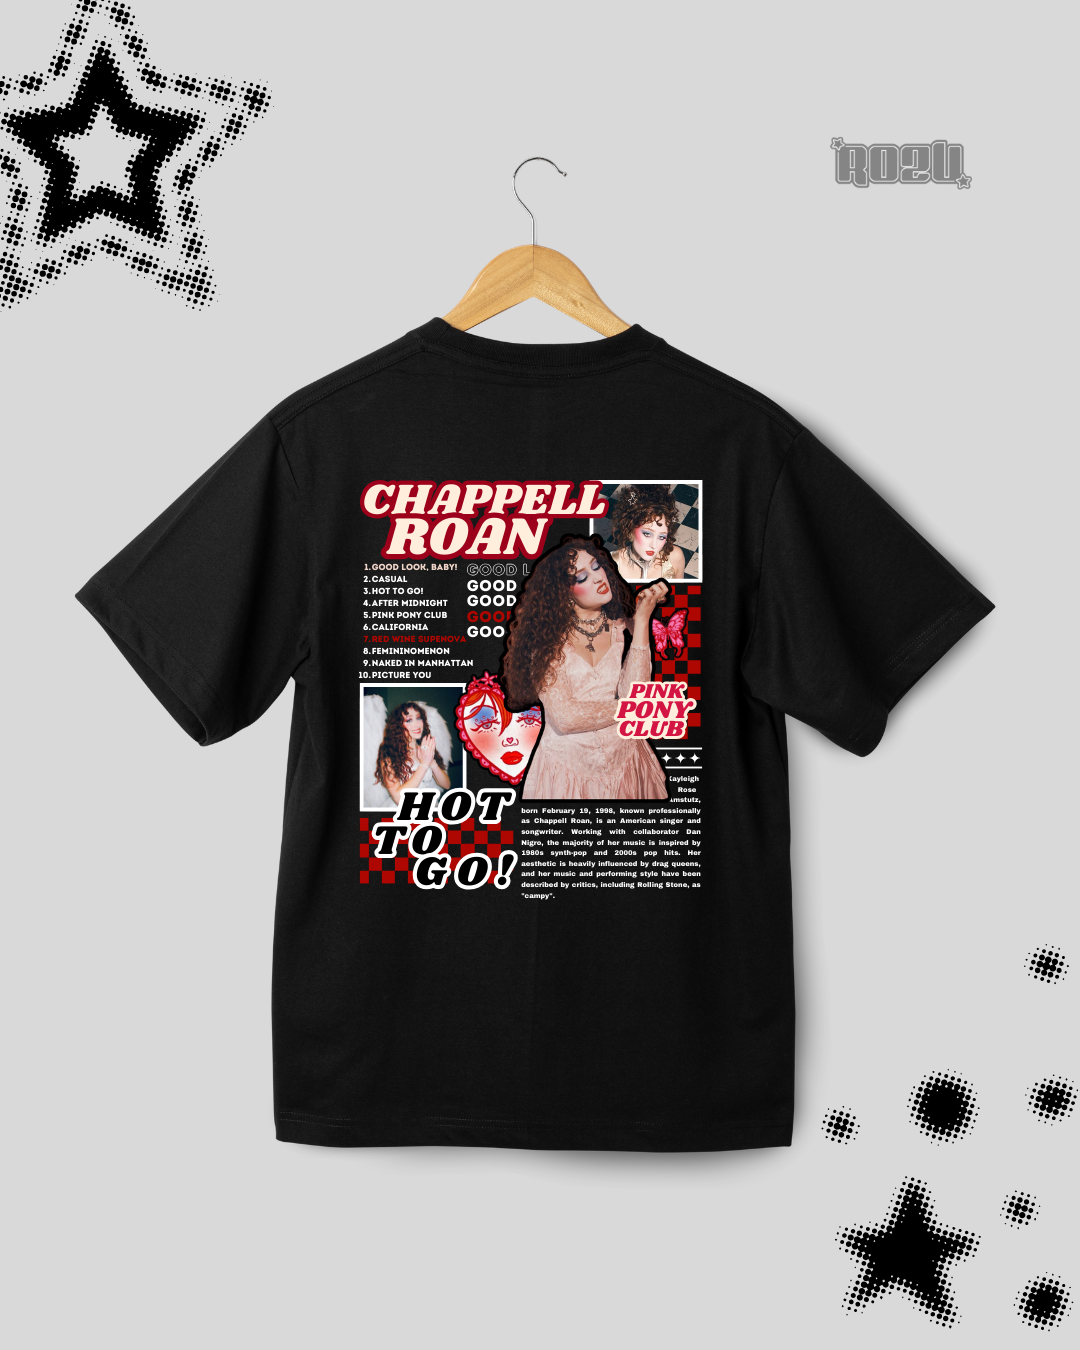 ROZU
CHAPPELL
ROAN
1. GOOD LOOK, BABY!
2. CASUAL
3. HOT TO GO!
4. AFTER MIDNIGHT
5. PINK PONY CLUB
6. CALIFORNIA
7. RED WINE SUPENOVA
8. FEMININOMENON
9. NAKED IN MANHATTAN
10. PICTURE YOU
GOOD L
GOOD
GOOD
GOOD
GOO
PINK
PONY
CLUB
HOT
TO
GO!
Kayleigh
Rose
Amstutz,
born February 19, 1998, known professionally
as Chappell Roan, is an American singer and
songwriter. Working with collaborator Dan
Nigro, the majority of her music is inspired by
1980s synth-pop and 2000s pop hits. Her
aesthetic is heavily influenced by drag queens,
and her music and performing style have been
described by critics, including Rolling Stone, as
"campy".